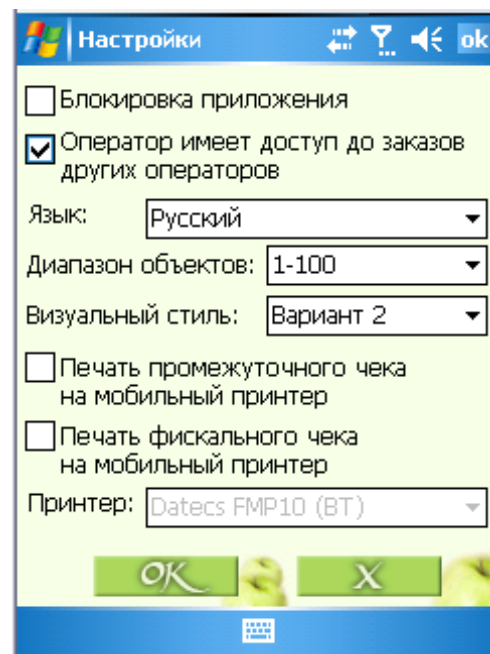 Настройки
ok
Блокировка приложения
Оператор имеет доступ до заказов
других операторов
Язык: Русский
Диапазон объектов: 1-100
Визуальный стиль: Вариант 2
Печать промежуточного чека
на мобильный принтер
Печать фискального чека
на мобильный принтер
Принтер: Datecs FMP10 (BT)
OK X